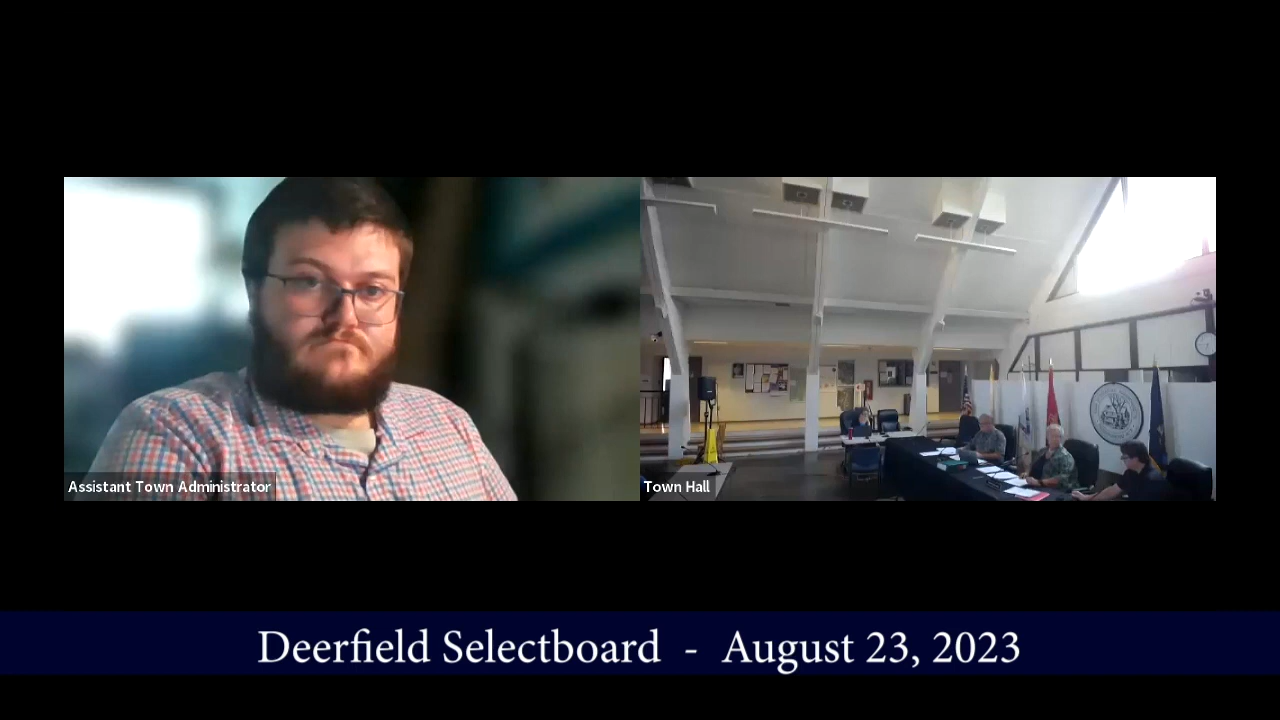 Assistant Town Administrator
Town Hall
Deerfield Selectboard - August 23, 2023